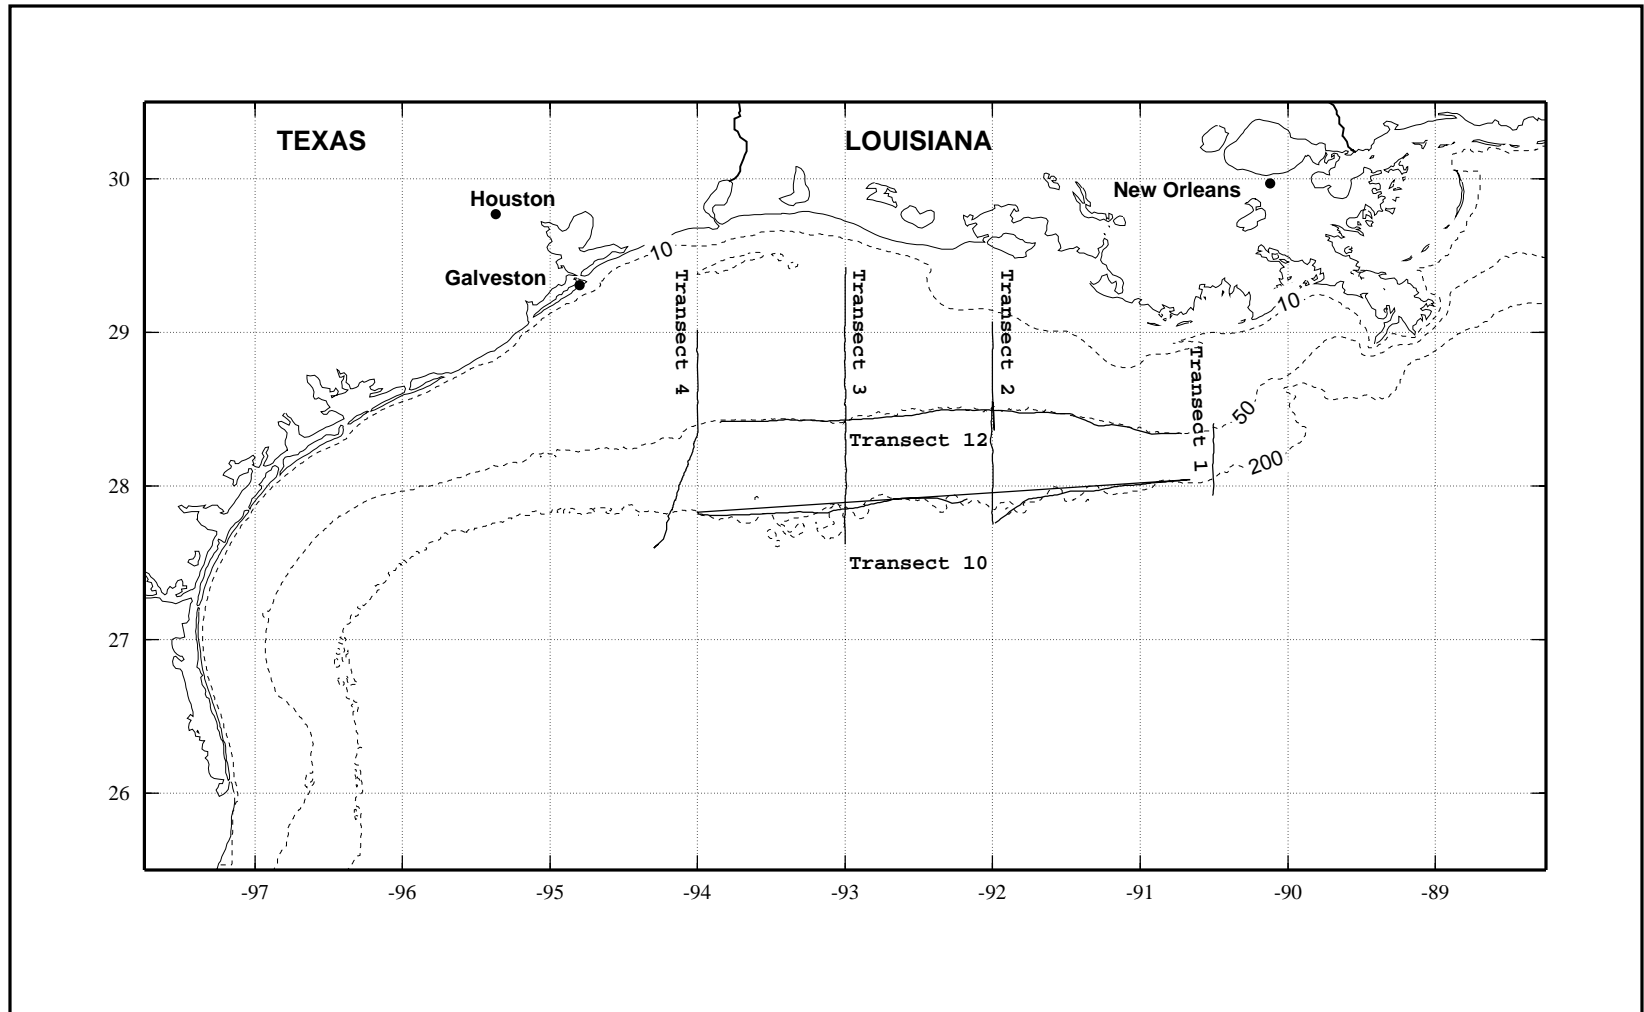 TEXAS
LOUISIANA
30
New Orleans
Houston
10
Galveston
Transect 4
Transect 3
Transect 2
10
29
Transect 1
50
Transect 12
200
28
Transect 10
27
26
-97
-96
-95
-94
-93
-92
-91
-90
-89